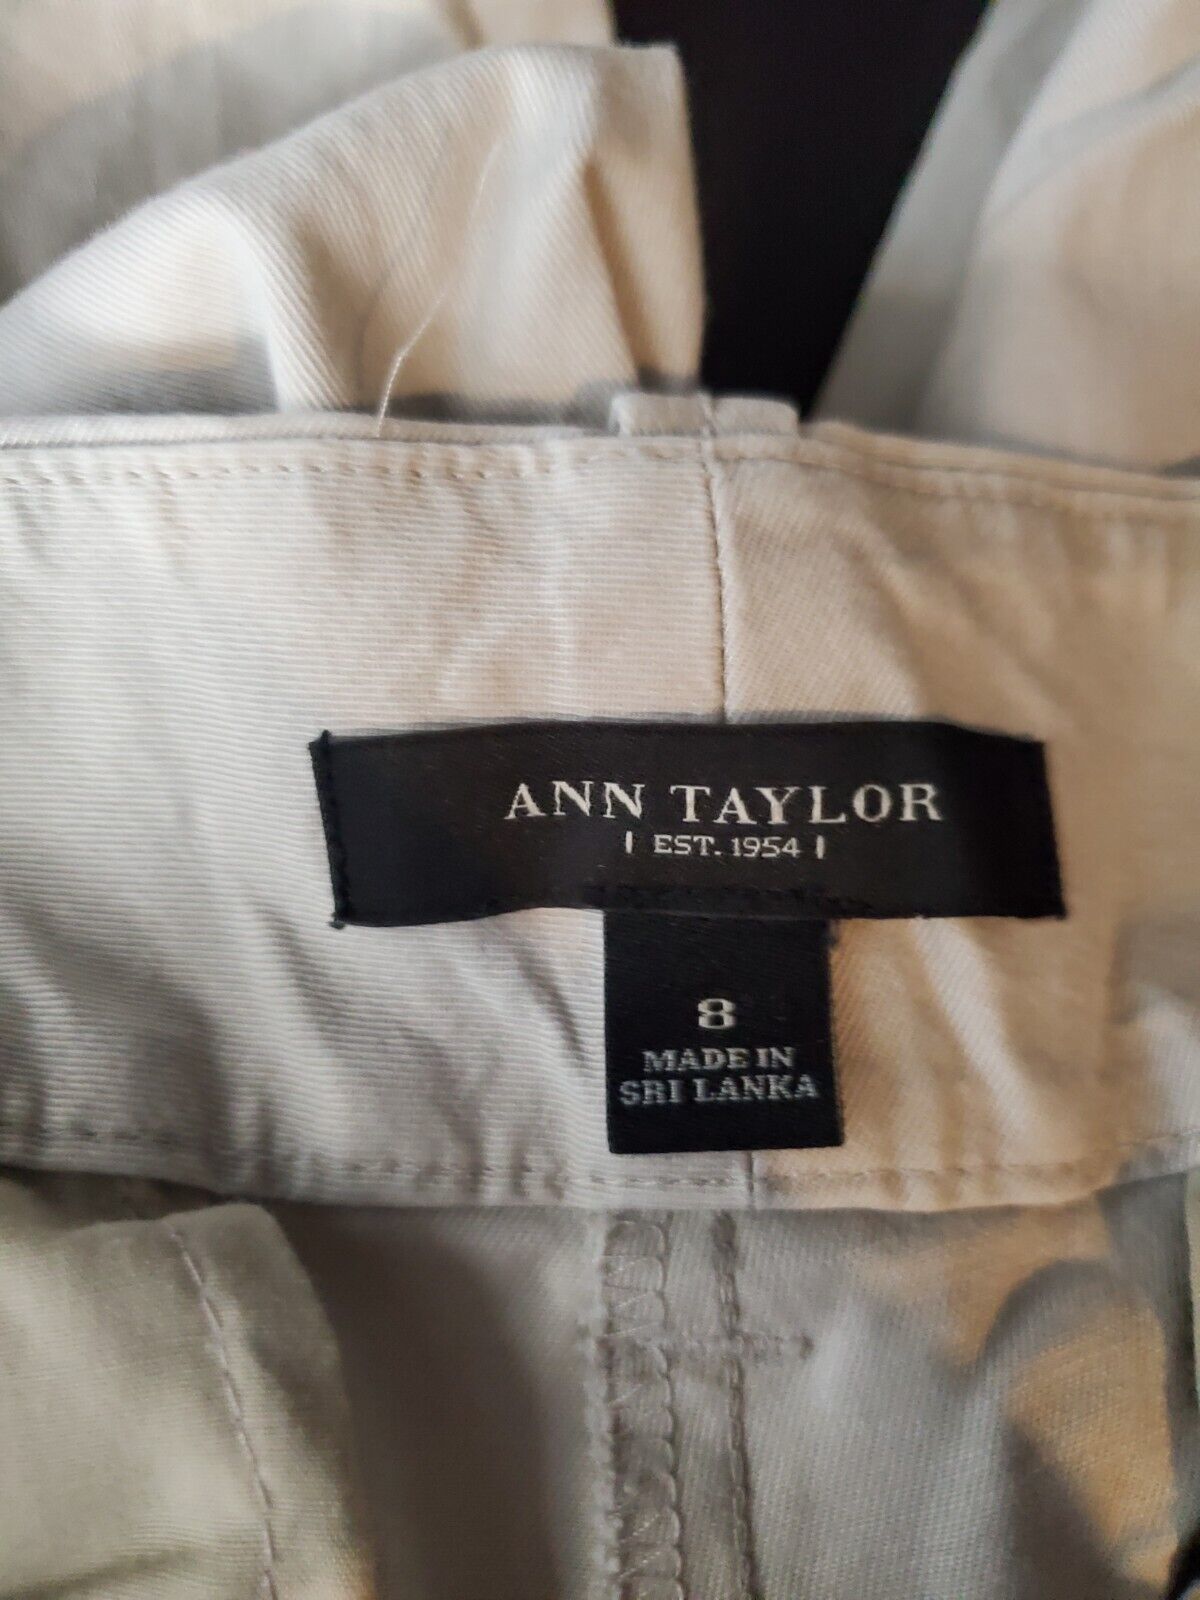 ANN TAYLOR
| EST. 1954 |
8
MADE IN
SRI LANKA